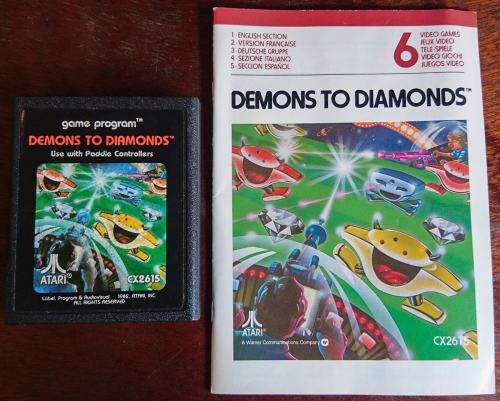 game program™
DEMONS TO DIAMONDS™
Use with Paddle Controllers
ATARI®
CX2615
Label, Program & Audiovisual © 1982, ATARI, INC.
ALL RIGHTS RESERVED
1 - ENGLISH SECTION
2 - VERSION FRANÇAISE
3 - DEUTSCHE GRUPPE
4 - SEZIONE ITALIANO
5 - SECCION ESPAÑOL
6
VIDEO GAMES
JEUX VIDEO
TELE SPIELE
VIDEO GIOCHI
JUEGOS VIDEO
DEMONS TO DIAMONDS™
ATARI®
A Warner Communications Company
CX2615